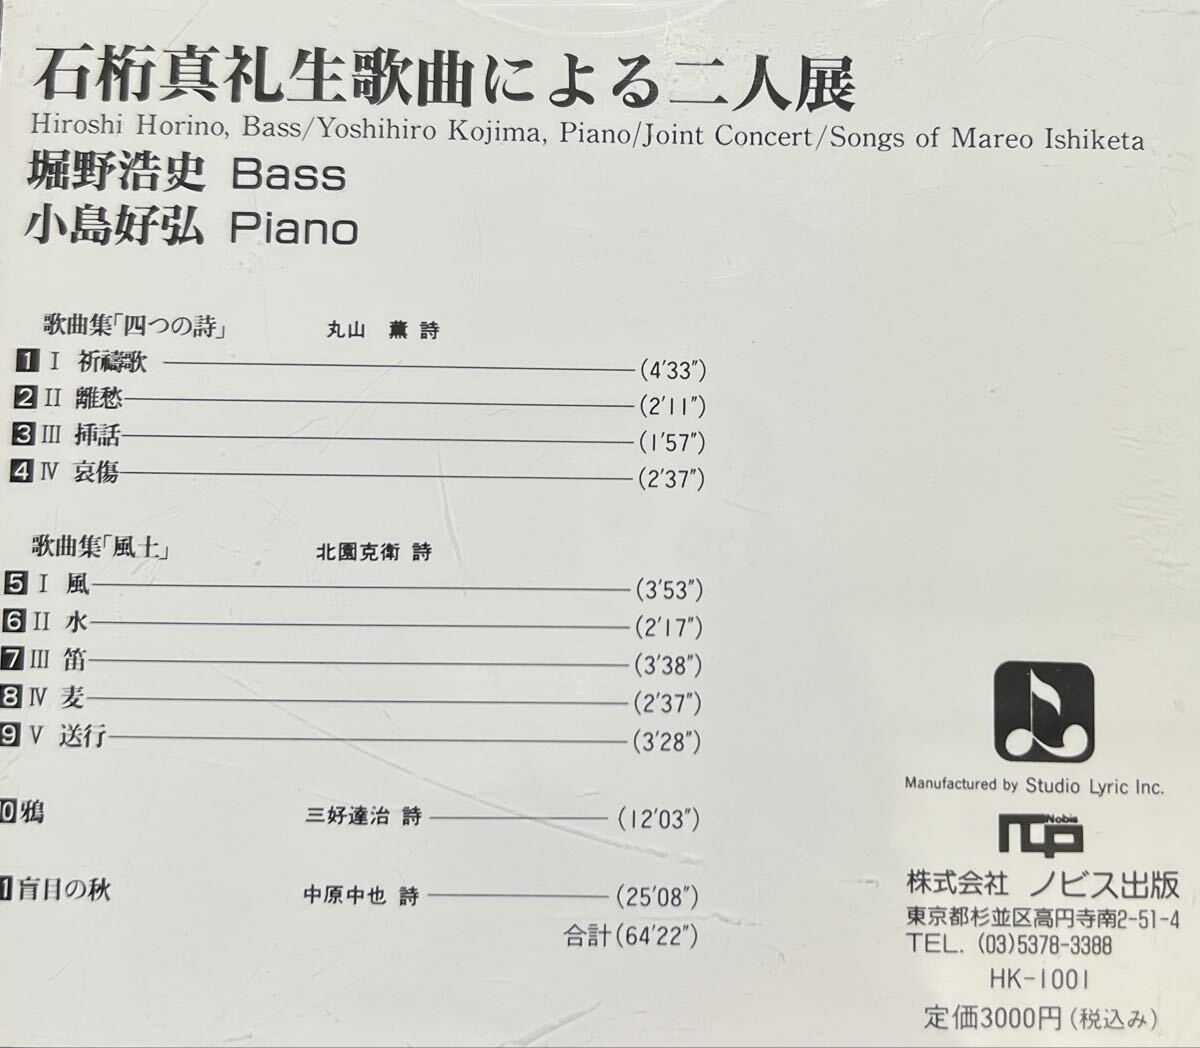 石桁真礼生歌曲による二人展
Hiroshi Horino, Bass/Yoshihiro Kojima, Piano/Joint Concert/Songs of Mareo Ishiketa
堀野浩史 Bass
小島好弘 Piano
歌曲集「四つの詩」 丸山 薫 詩
1 I 祈禱歌 (4'33")
2 II 離愁 (2'11")
3 III 挿話 (1'57")
4 IV 哀傷 (2'37")
歌曲集「風土」 北園克衛 詩
5 I 風 (3'53")
6 II 水 (2'17")
7 III 笛 (3'38")
8 IV 麦 (2'37")
9 V 送行 (3'28")
10 鴉 三好達治 詩 (12'03")
11 盲目の秋 中原中也 詩 (25'08")
合計(64'22")
Manufactured by Studio Lyric Inc.
Nobis
株式会社 ノビス出版
東京都杉並区高円寺南2-51-4
TEL. (03)5378-3388
HK-1001
定価3000円(税込み)